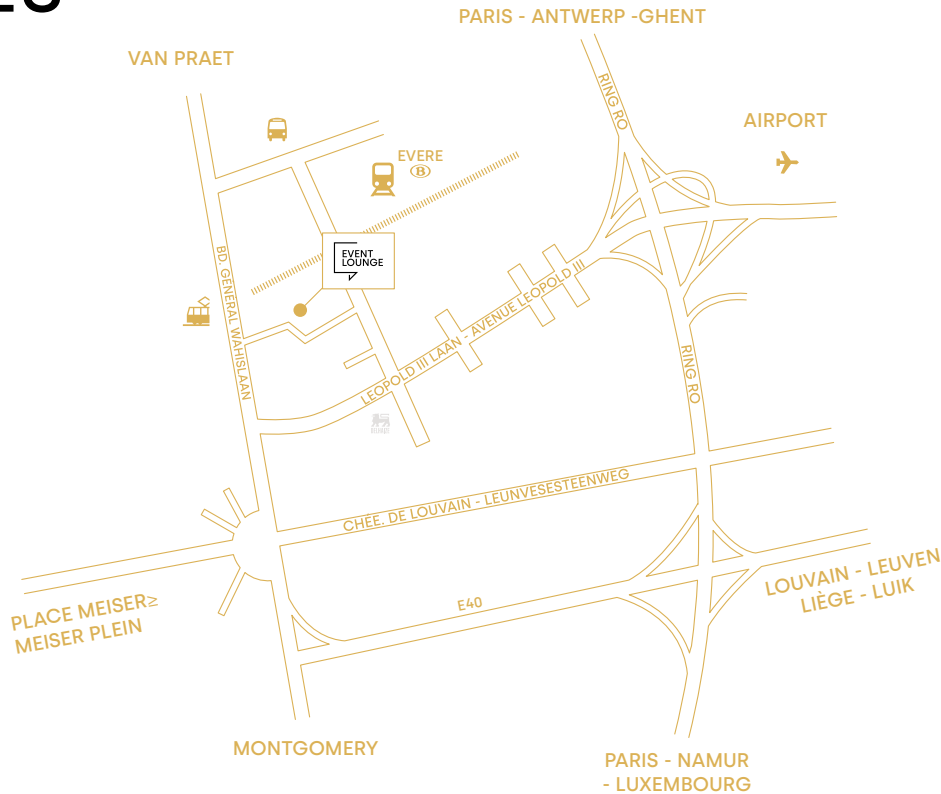 PARIS - ANTWERP -GHENT
VAN PRAET
RING RO
AIRPORT
EVERE
B
EVENT
LOUNGE
BD. GENERAL WAHISLAAN
LEOPOLD III LAAN - AVENUE LEOPOLD III
RING RO
CHÉE. DE LOUVAIN - LEUNVESESTEENWEG
LOUVAIN - LEUVEN
LIÈGE - LUIK
E40
PLACE MEISER≥
MEISER PLEIN
MONTGOMERY
PARIS - NAMUR
- LUXEMBOURG